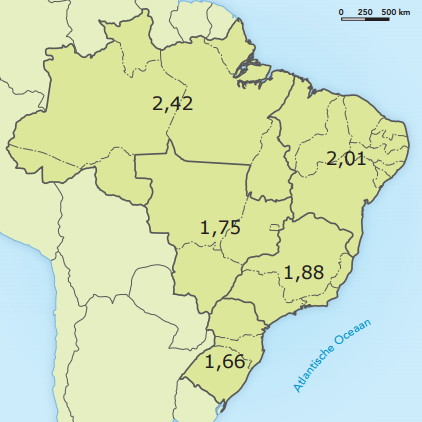 0 250 500 km
2,42
2,01
1,75
1,88
Atlantische Oceaan
1,66